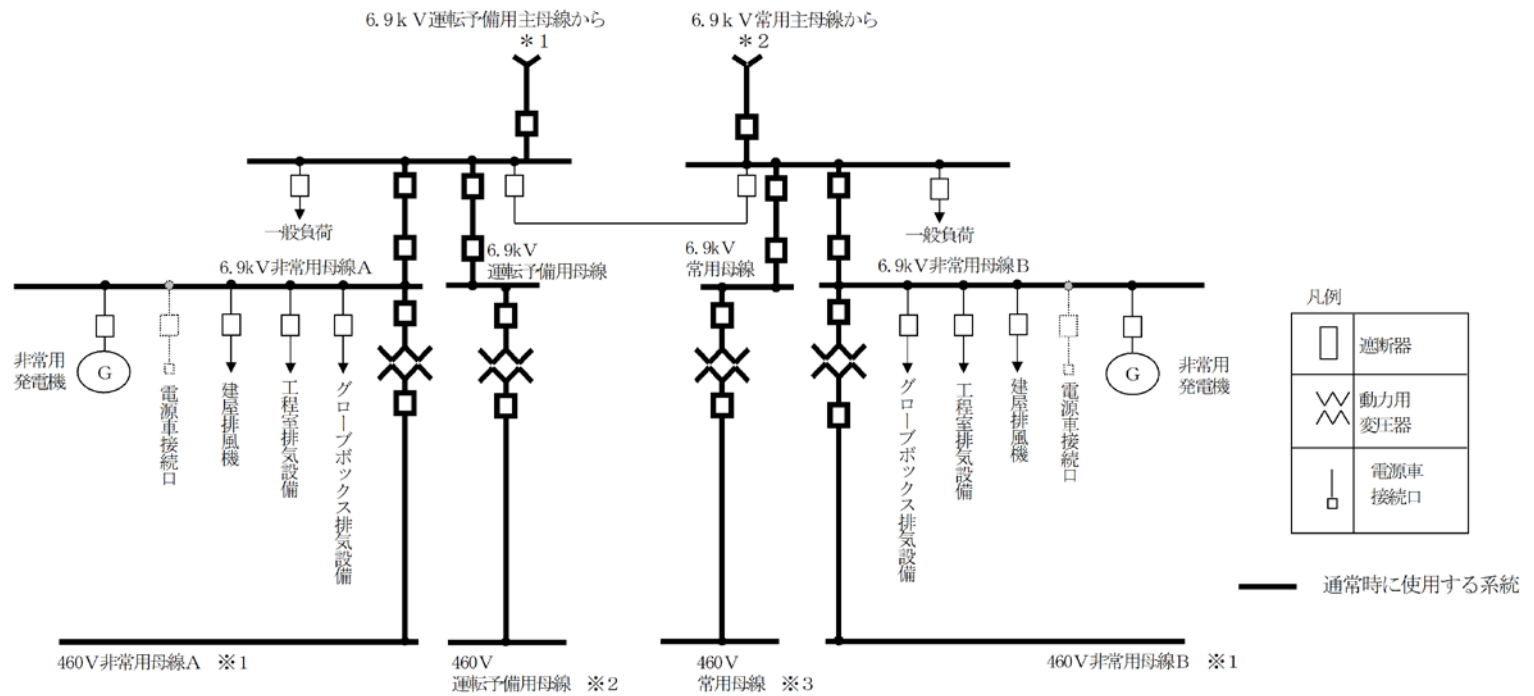 6.9ｋＶ運転予備用主母線から
＊1
6.9ｋＶ常用主母線から
＊2
一般負荷
一般負荷
6.9kV非常用母線A
6.9kV
運転予備用母線
6.9kV
常用母線
6.9kV非常用母線B
非常用
発電機
G
電源車接続口
建屋排風機
工程室排気設備
グローブボックス排気設備
グローブボックス排気設備
工程室排気設備
建屋排風機
電源車接続口
G
非常用
発電機
凡例
遮断器
動力用
変圧器
電源車
接続口
通常時に使用する系統
460V非常用母線A ※1
460V
運転予備用母線 ※2
460V
常用母線 ※3
460V非常用母線B ※1